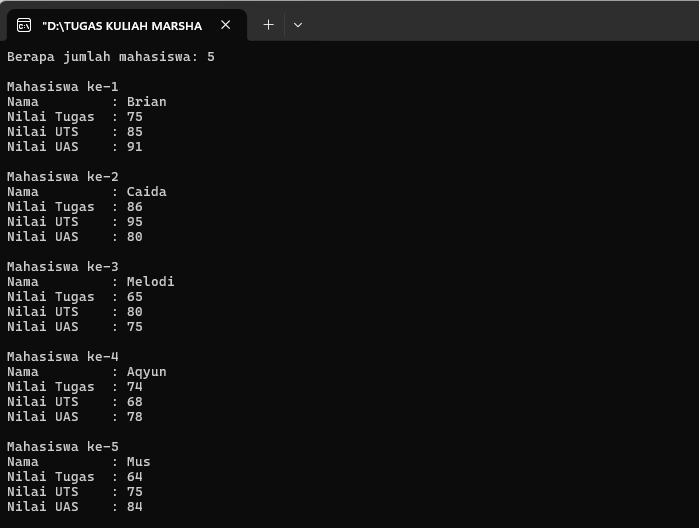 "D:\TUGAS KULIAH MARSHA
Berapa jumlah mahasiswa: 5
Mahasiswa ke-1
Nama         : Brian
Nilai Tugas  : 75
Nilai UTS    : 85
Nilai UAS    : 91
Mahasiswa ke-2
Nama         : Caida
Nilai Tugas  : 86
Nilai UTS    : 95
Nilai UAS    : 80
Mahasiswa ke-3
Nama         : Melodi
Nilai Tugas  : 65
Nilai UTS    : 80
Nilai UAS    : 75
Mahasiswa ke-4
Nama         : Aqyun
Nilai Tugas  : 74
Nilai UTS    : 68
Nilai UAS    : 78
Mahasiswa ke-5
Nama         : Mus
Nilai Tugas  : 64
Nilai UTS    : 75
Nilai UAS    : 84